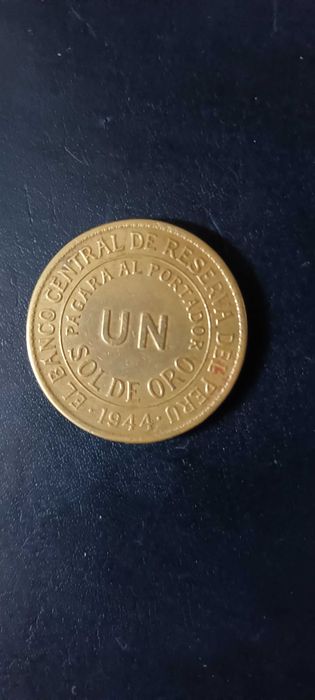 EL BANCO CENTRAL DE RESERVA DEL PERU
PAGARA AL PORTADOR
UN
SOL DE ORO
· 1944 ·